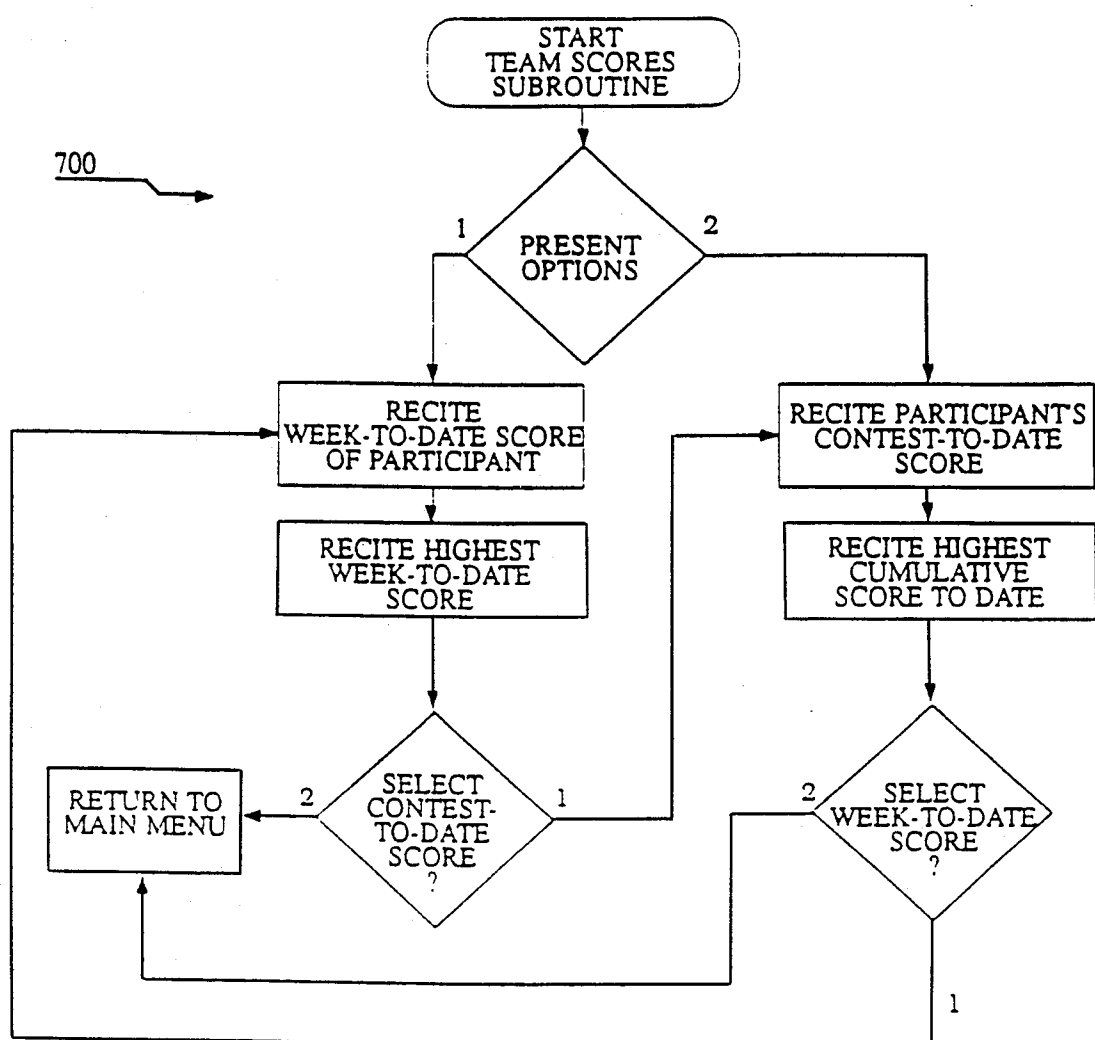 START
TEAM SCORES
SUBROUTINE
700
1
2
PRESENT
OPTIONS
RECITE
WEEK-TO-DATE SCORE
OF PARTICIPANT
RECITE PARTICIPANT'S
CONTEST-TO-DATE
SCORE
RECITE HIGHEST
WEEK-TO-DATE
SCORE
RECITE HIGHEST
CUMULATIVE
SCORE TO DATE
RETURN TO
MAIN MENU
2
SELECT
CONTEST-
TO-DATE
SCORE
?
1
2
SELECT
WEEK-TO-DATE
SCORE
?
1